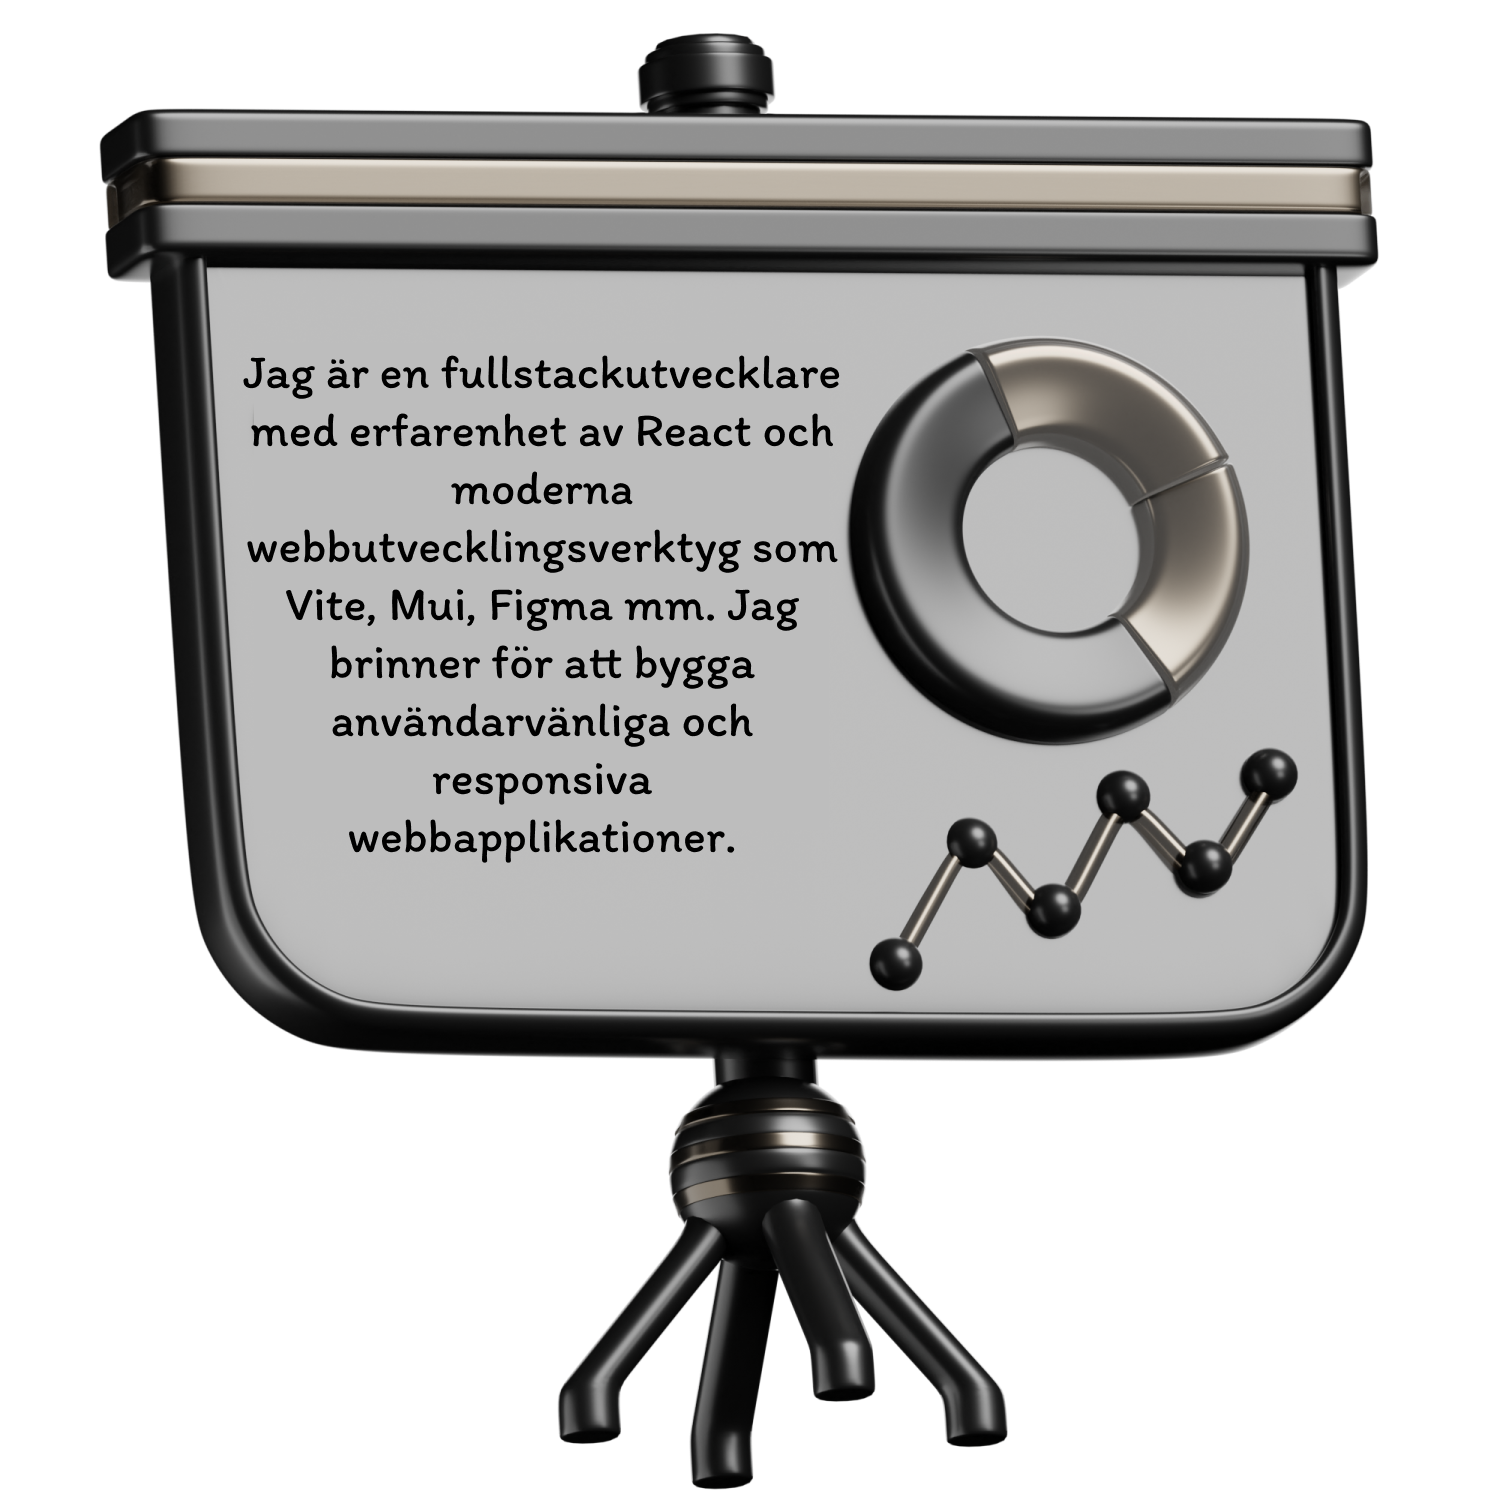 Jag är en fullstackutvecklare
med erfarenhet av React och
moderna
webbutvecklingsverktyg som
Vite, Mui, Figma mm. Jag
brinner för att bygga
användarvänliga och
responsiva
webbapplikationer.